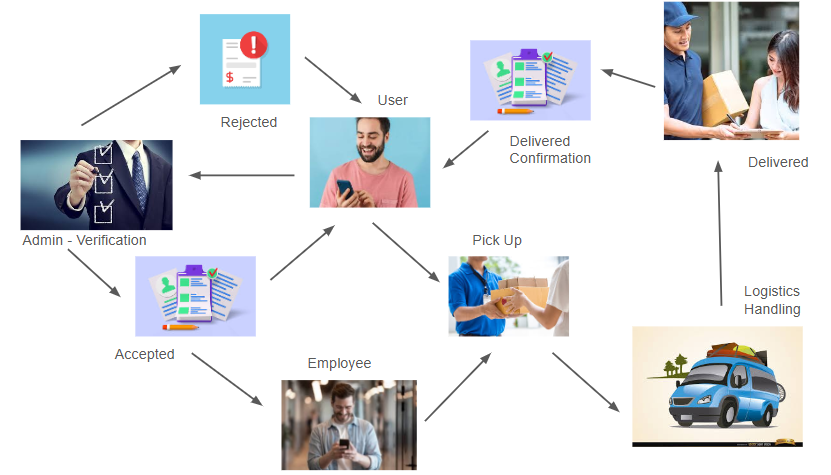 User
Rejected
Delivered
Confirmation
Delivered
Admin - Verification
Pick Up
Logistics
Handling
Accepted
Employee